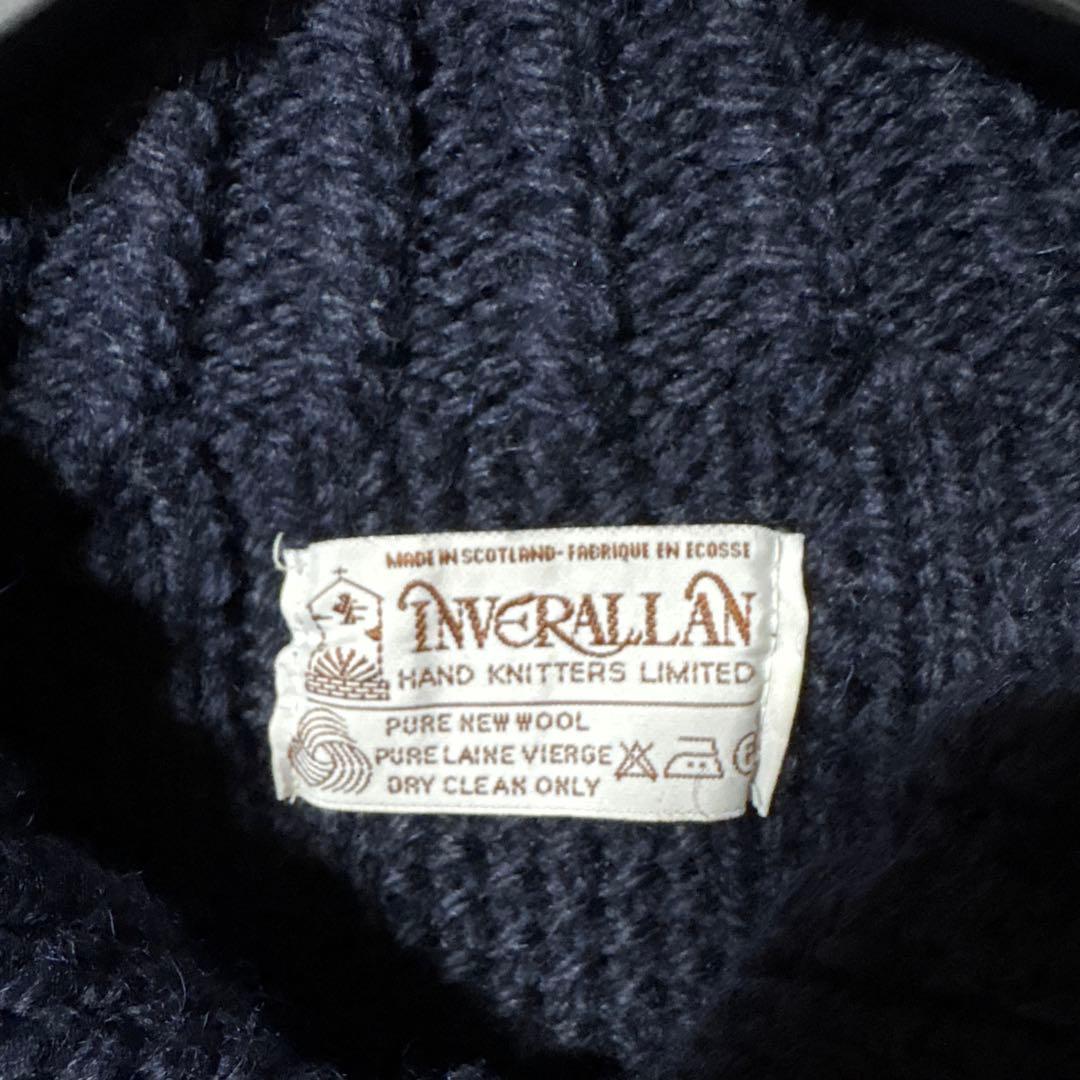 MADE IN SCOTLAND-FABRIQUE EN ECOSSE
INVERALLAN
HAND KNITTERS LIMITED
PURE NEW WOOL
PURE LAINE VIERGE
DRY CLEAN ONLY